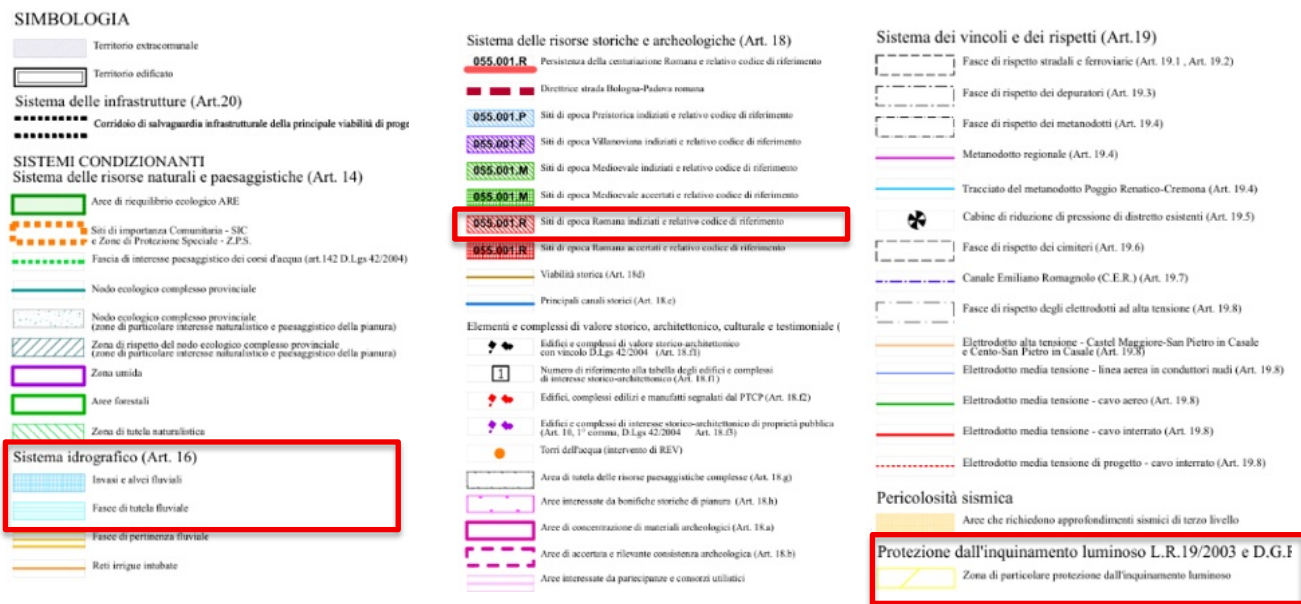 SIMBOLOGIA
Territorio extracomunale
Territorio edificato
Sistema delle infrastrutture (Art.20)
Corridoio di salvaguardia infrastrutturale della principale viabilità di proge
SISTEMI CONDIZIONANTI
Sistema delle risorse naturali e paesaggistiche (Art. 14)
Aree di riequilibrio ecologico ARE
Siti di importanza Comunitaria - SIC
e Zone di Protezione Speciale - Z.P.S.
Fascia di interesse paesaggistico dei corsi d'acqua (art.142 D.Lgs 42/2004)
Nodo ecologico complesso provinciale
Nodo ecologico complesso provinciale
(zone di particolare interesse naturalistico e paesaggistico della pianura)
Zona di rispetto del nodo ecologico complesso provinciale
(zone di particolare interesse naturalistico e paesaggistico della pianura)
Zona umida
Aree forestali
Zona di tutela naturalistica
Sistema idrografico (Art. 16)
Invasi e alvei fluviali
Fasce di tutela fluviale
Fasce di pertinenza fluviale
Reti irrigue intubate
Sistema delle risorse storiche e archeologiche (Art. 18)
055.001.R Persistenza della centuriazione Romana e relativo codice di riferimento
Direttrice strada Bologna-Padova romana
055.001.P Siti di epoca Preistorica indiziati e relativo codice di riferimento
055.001.F Siti di epoca Villanoviana indiziati e relativo codice di riferimento
055.001.M Siti di epoca Medioevale indiziati e relativo codice di riferimento
055.001.M Siti di epoca Medioevale accertati e relativo codice di riferimento
055.001.R Siti di epoca Romana indiziati e relativo codice di riferimento
055.001.R Siti di epoca Romana accertati e relativo codice di riferimento
Viabilità storica (Art. 18d)
Principali canali storici (Art. 18.e)
Elementi e complessi di valore storico, architettonico, culturale e testimoniale (
Edifici e complessi di valore storico-architettonico
con vincolo D.Lgs 42/2004 (Art. 18.f1)
1 Numero di riferimento alla tabella degli edifici e complessi
di interesse storico-architettonico (Art. 18.f1)
Edifici, complessi edilizi e manufatti segnalati dal PTCP (Art. 18.f2)
Edifici e complessi di interesse storico-architettonico di proprietà pubblica
(Art. 10, 1° comma, D.Lgs 42/2004 Art. 18.f3)
Torri dell'acqua (intervento di REV)
Area di tutela delle risorse paesaggistiche complesse (Art. 18.g)
Aree interessate da bonifiche storiche di pianura (Art. 18.h)
Aree di concentrazione di materiali archeologici (Art. 18.a)
Aree di accertata e rilevante consistenza archeologica (Art. 18.b)
Aree interessate da partecipanze e consorzi utilistici
Sistema dei vincoli e dei rispetti (Art.19)
Fasce di rispetto stradali e ferroviarie (Art. 19.1 , Art. 19.2)
Fasce di rispetto dei depuratori (Art. 19.3)
Fasce di rispetto dei metanodotti (Art. 19.4)
Metanodotto regionale (Art. 19.4)
Tracciato del metanodotto Poggio Renatico-Cremona (Art. 19.4)
Cabine di riduzione di pressione di distretto esistenti (Art. 19.5)
Fasce di rispetto dei cimiteri (Art. 19.6)
Canale Emiliano Romagnolo (C.E.R.) (Art. 19.7)
Fasce di rispetto degli elettrodotti ad alta tensione (Art. 19.8)
Elettrodotto alta tensione - Castel Maggiore-San Pietro in Casale
e Cento-San Pietro in Casale (Art. 19.8)
Elettrodotto media tensione - linea aerea in conduttori nudi (Art. 19.8)
Elettrodotto media tensione - cavo aereo (Art. 19.8)
Elettrodotto media tensione - cavo interrato (Art. 19.8)
Elettrodotto media tensione di progetto - cavo interrato (Art. 19.8)
Pericolosità sismica
Aree che richiedono approfondimenti sismici di terzo livello
Protezione dall'inquinamento luminoso L.R.19/2003 e D.G.F
Zona di particolare protezione dall'inquinamento luminoso